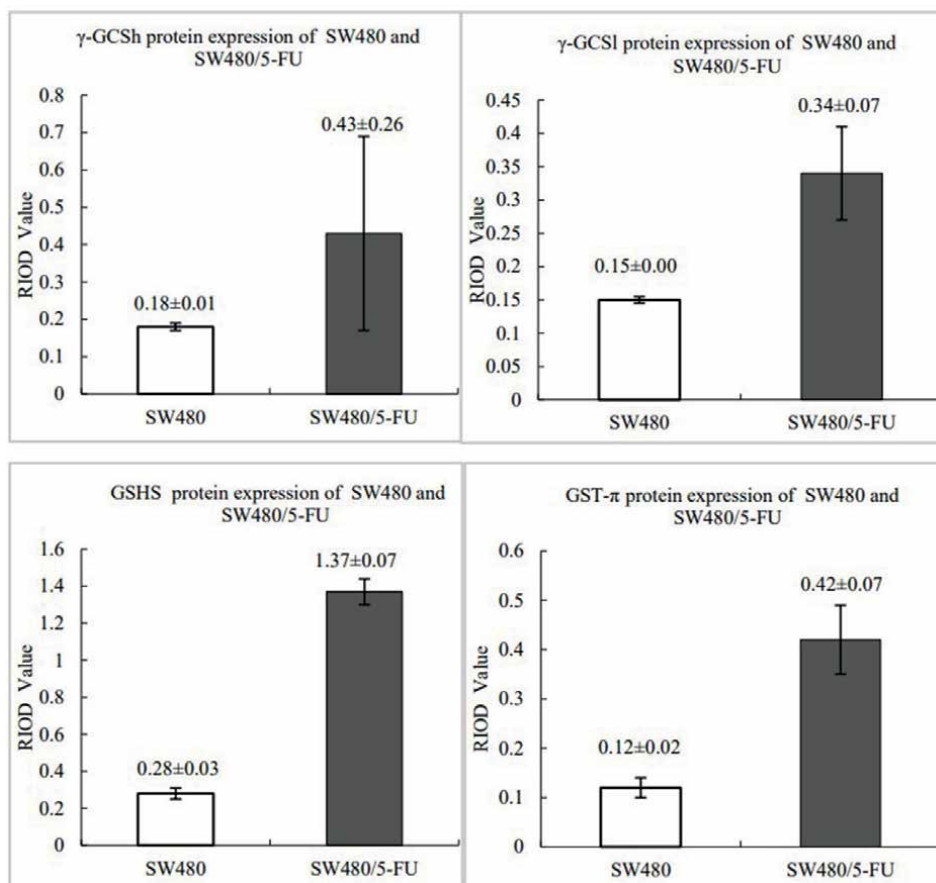 γ-GCSh protein expression of SW480 and
SW480/5-FU
RIOD Value
0.8
0.7
0.6
0.5
0.4
0.3
0.2
0.1
0
0.18±0.01
0.43±0.26
SW480
SW480/5-FU
γ-GCSl protein expression of SW480 and
SW480/5-FU
RIOD Value
0.45
0.4
0.35
0.3
0.25
0.2
0.15
0.1
0.05
0
0.15±0.00
0.34±0.07
SW480
SW480/5-FU
GSHS protein expression of SW480 and
SW480/5-FU
RIOD Value
1.6
1.4
1.2
1
0.8
0.6
0.4
0.2
0
0.28±0.03
1.37±0.07
SW480
SW480/5-FU
GST-π protein expression of SW480 and
SW480/5-FU
RIOD Value
0.6
0.5
0.4
0.3
0.2
0.1
0
0.12±0.02
0.42±0.07
SW480
SW480/5-FU